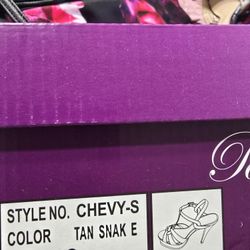 STYLE NO. CHEVY-S
COLOR TAN SNAK E